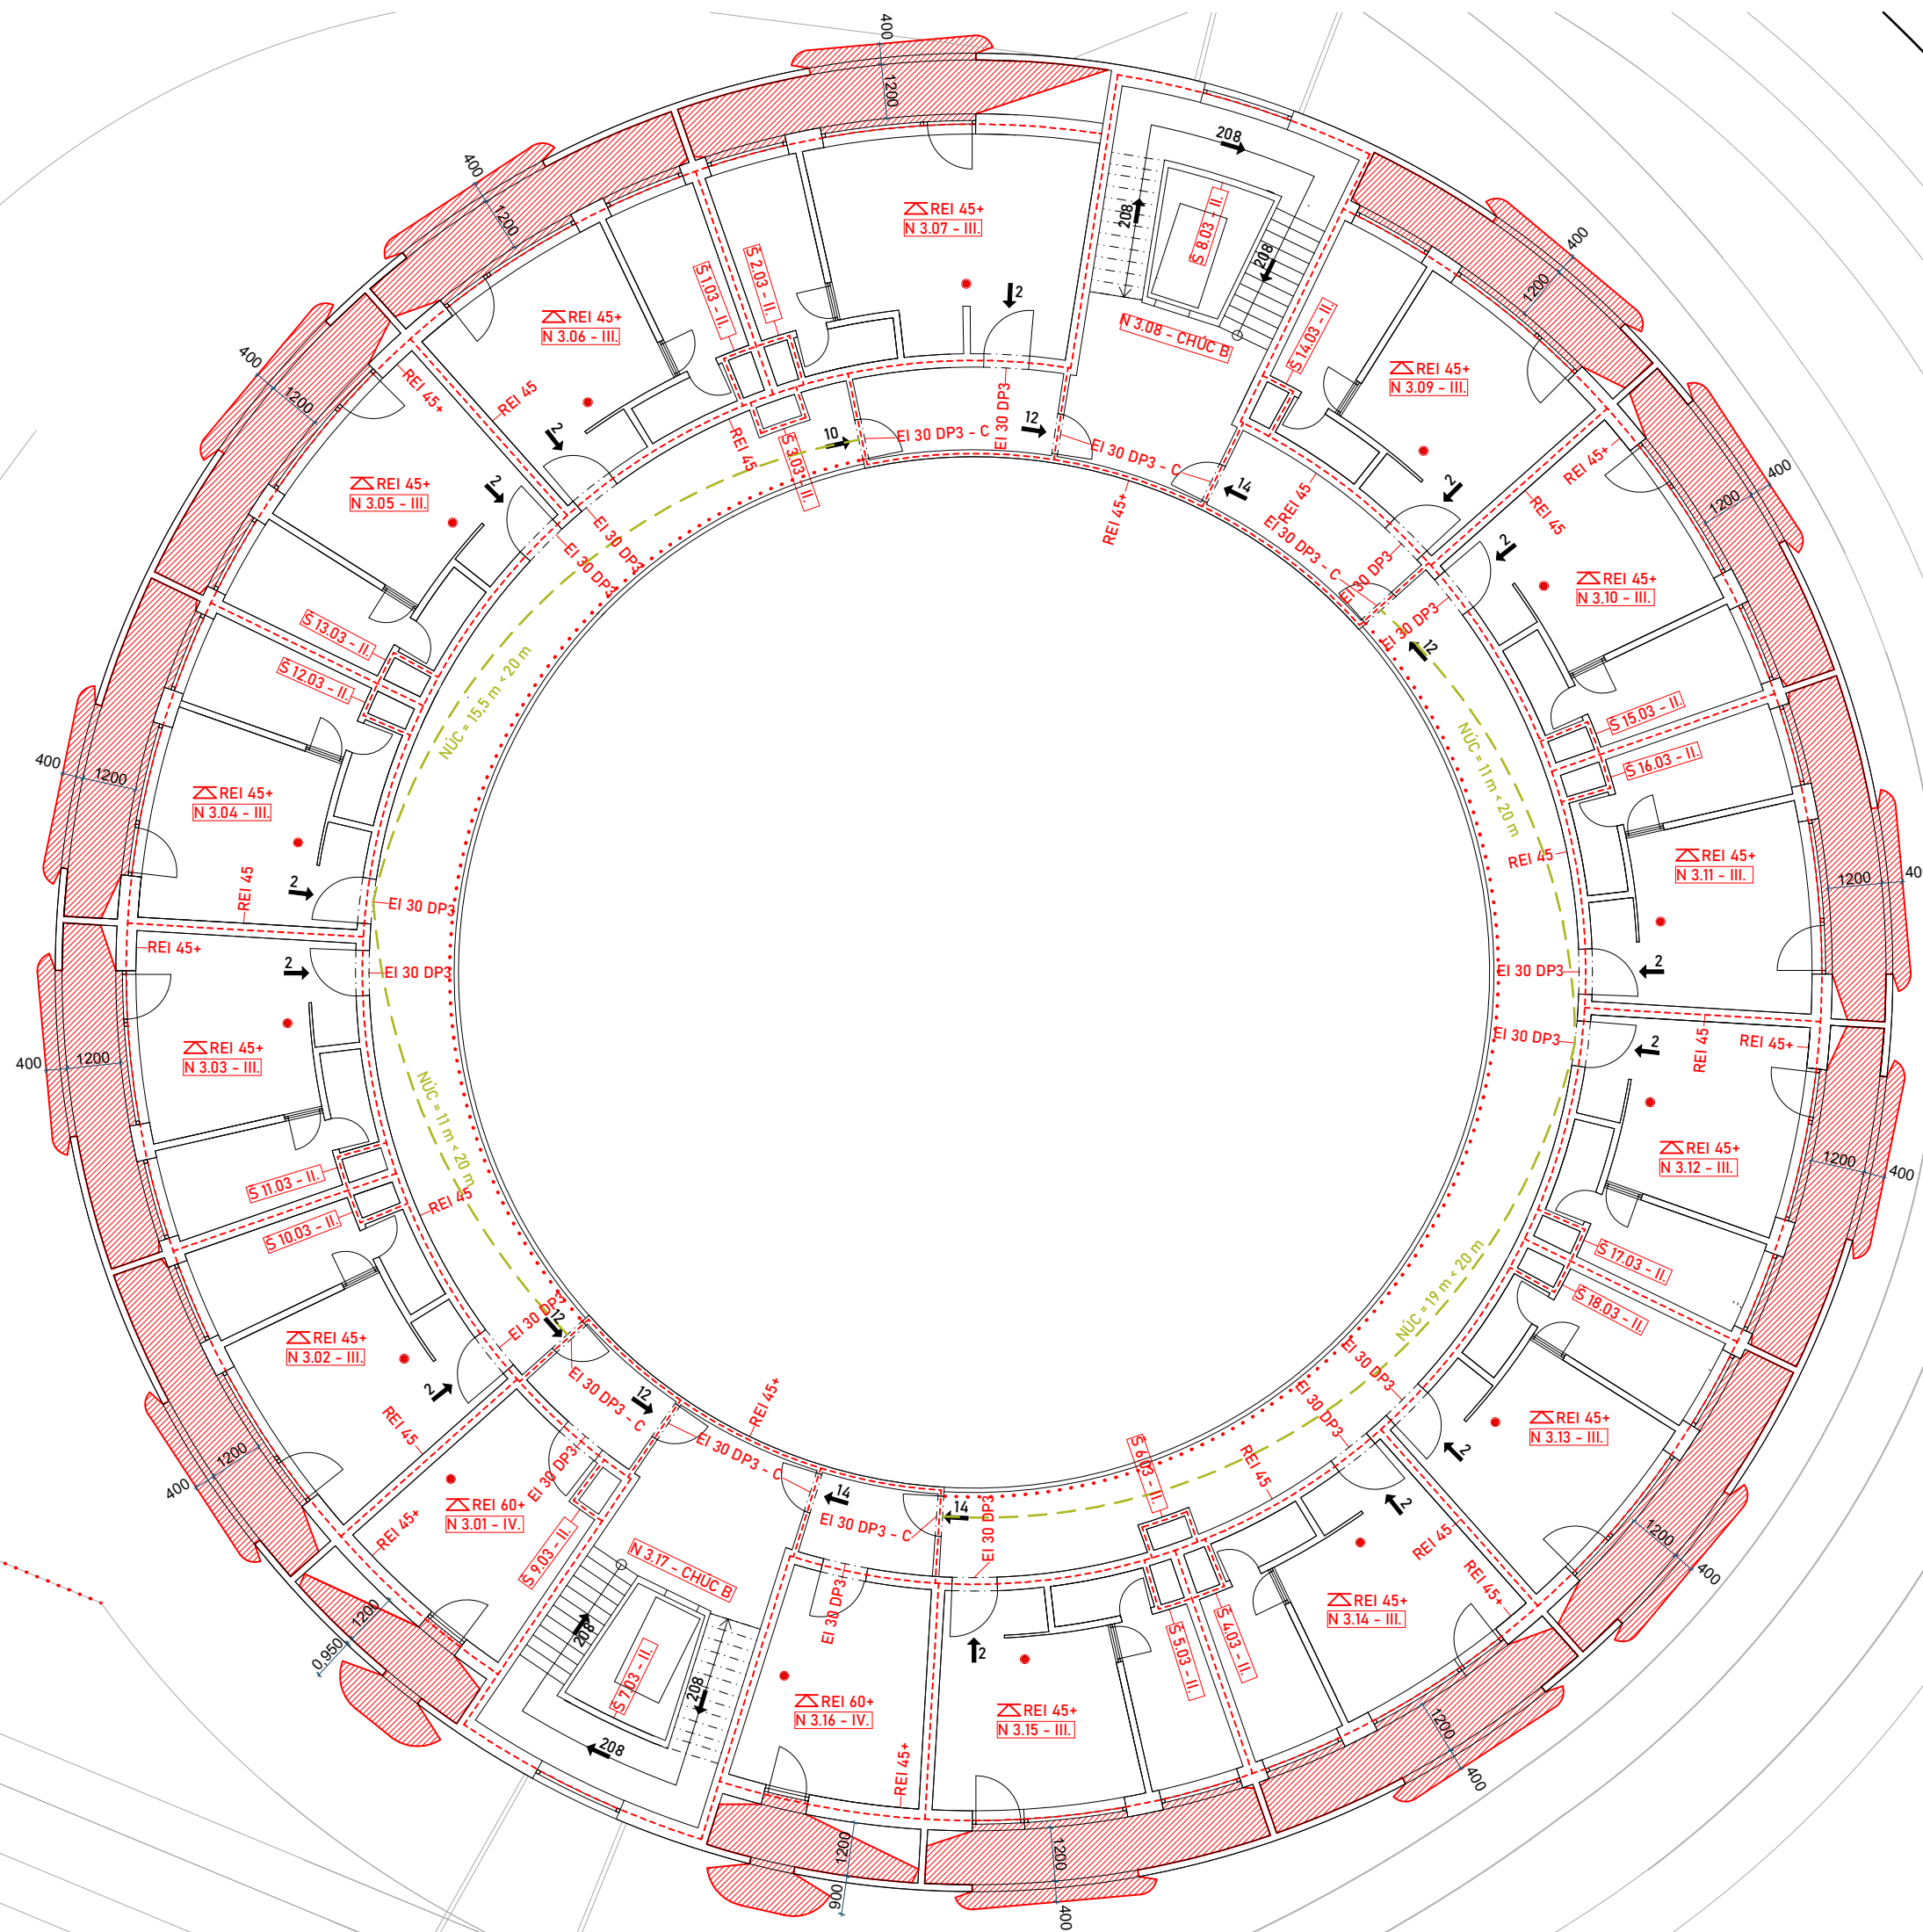 400
1200
208
208
208
Š 8.03 - II.
REI 45+
N 3.07 - III.
2
N 3.08 - CHÚC B
Š 14.03 - II.
400
1200
REI 45+
N 3.06 - III.
REI 45
2
Š 1.03 - II.
Š 2.03 - II.
Š 3.03 - II.
REI 45
10
EI 30 DP3 - C
EI 30 DP3
12
EI 30 DP3 - C
14
REI 45
EI 30 DP3 - C
REI 45+
400
1200
REI 45+
N 3.09 - III.
2
EI 30 DP3
EI 30 DP3
12
400
1200
REI 45+
REI 45+
N 3.05 - III.
2
EI 30 DP3
EI 30 DP3
400
1200
REI 45+
REI 45
2
REI 45+
N 3.10 - III.
Š 15.03 - II.
Š 16.03 - II.
Š 13.03 - II.
Š 12.03 - II.
NÚC = 15,5 m < 20 m
NÚC = 11 m < 20 m
400
1200
REI 45+
N 3.04 - III.
REI 45
2
EI 30 DP3
REI 45
REI 45+
N 3.11 - III.
1200
2
EI 30 DP3
REI 45+
2
EI 30 DP3
EI 30 DP3
2
REI 45
REI 45+
400
1200
REI 45+
N 3.03 - III.
NÚC = 11 m < 20 m
REI 45+
N 3.12 - III.
1200
400
Š 11.03 - II.
Š 10.03 - II.
REI 45
Š 17.03 - II.
Š 18.03 - II.
NÚC = 19 m < 20 m
REI 45+
N 3.02 - III.
2
EI 30 DP3
12
REI 45
400
1200
EI 30 DP3 - C
12
REI 45+
EI 30 DP3 - C
14
EI 30 DP3 - C
14
EI 30 DP3
EI 30 DP3
EI 30 DP3
REI 45
2
REI 45+
N 3.13 - III.
2
REI 45
REI 45+
1200
400
REI 45+
REI 60+
N 3.01 - IV.
EI 30 DP3
Š 9.03 - II.
N 3.17 - CHÚC B
Š 6.03 - II.
REI 45+
N 3.14 - III.
Š 4.03 - II.
Š 5.03 - II.
1200
0,950
208
208
208
Š 7.03 - II.
EI 30 DP3
REI 60+
N 3.16 - IV.
REI 45+
2
REI 45+
N 3.15 - III.
1200
400
1200
900
1200
400